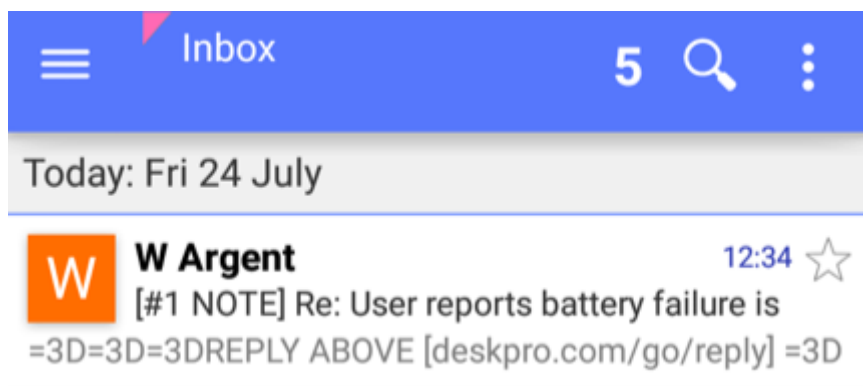 Inbox
5
Today: Fri 24 July
W
W Argent
12:34
[#1 NOTE] Re: User reports battery failure is
=3D=3D=3DREPLY ABOVE [deskpro.com/go/reply] =3D